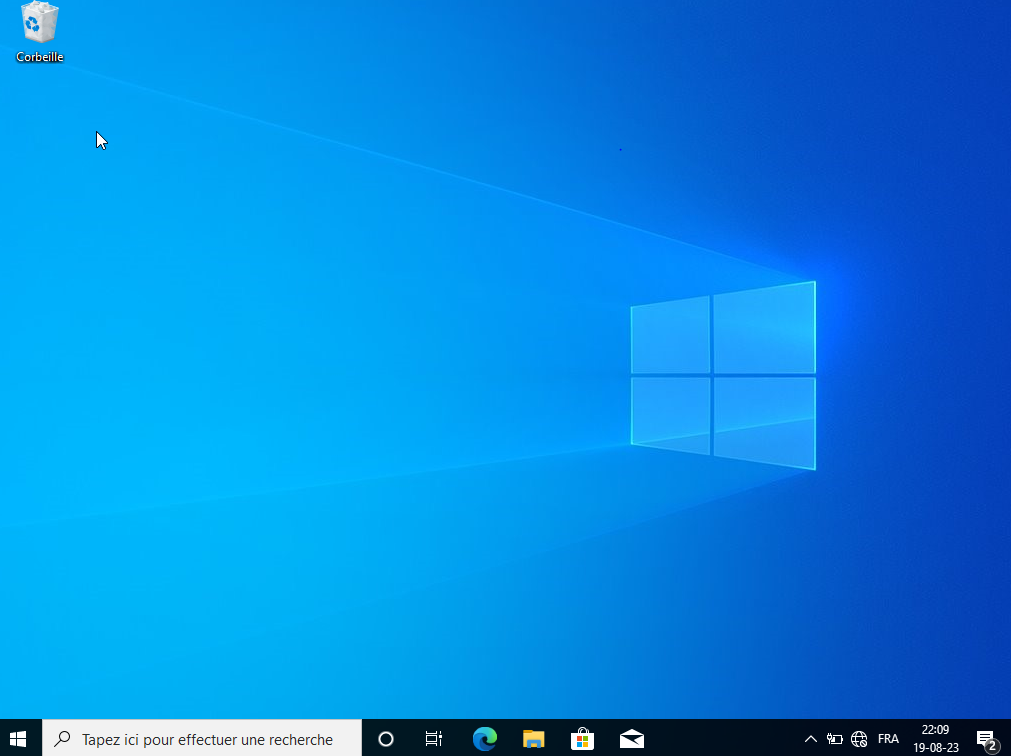 Corbeille
Tapez ici pour effectuer une recherche
FRA
22:09
19-08-23
2